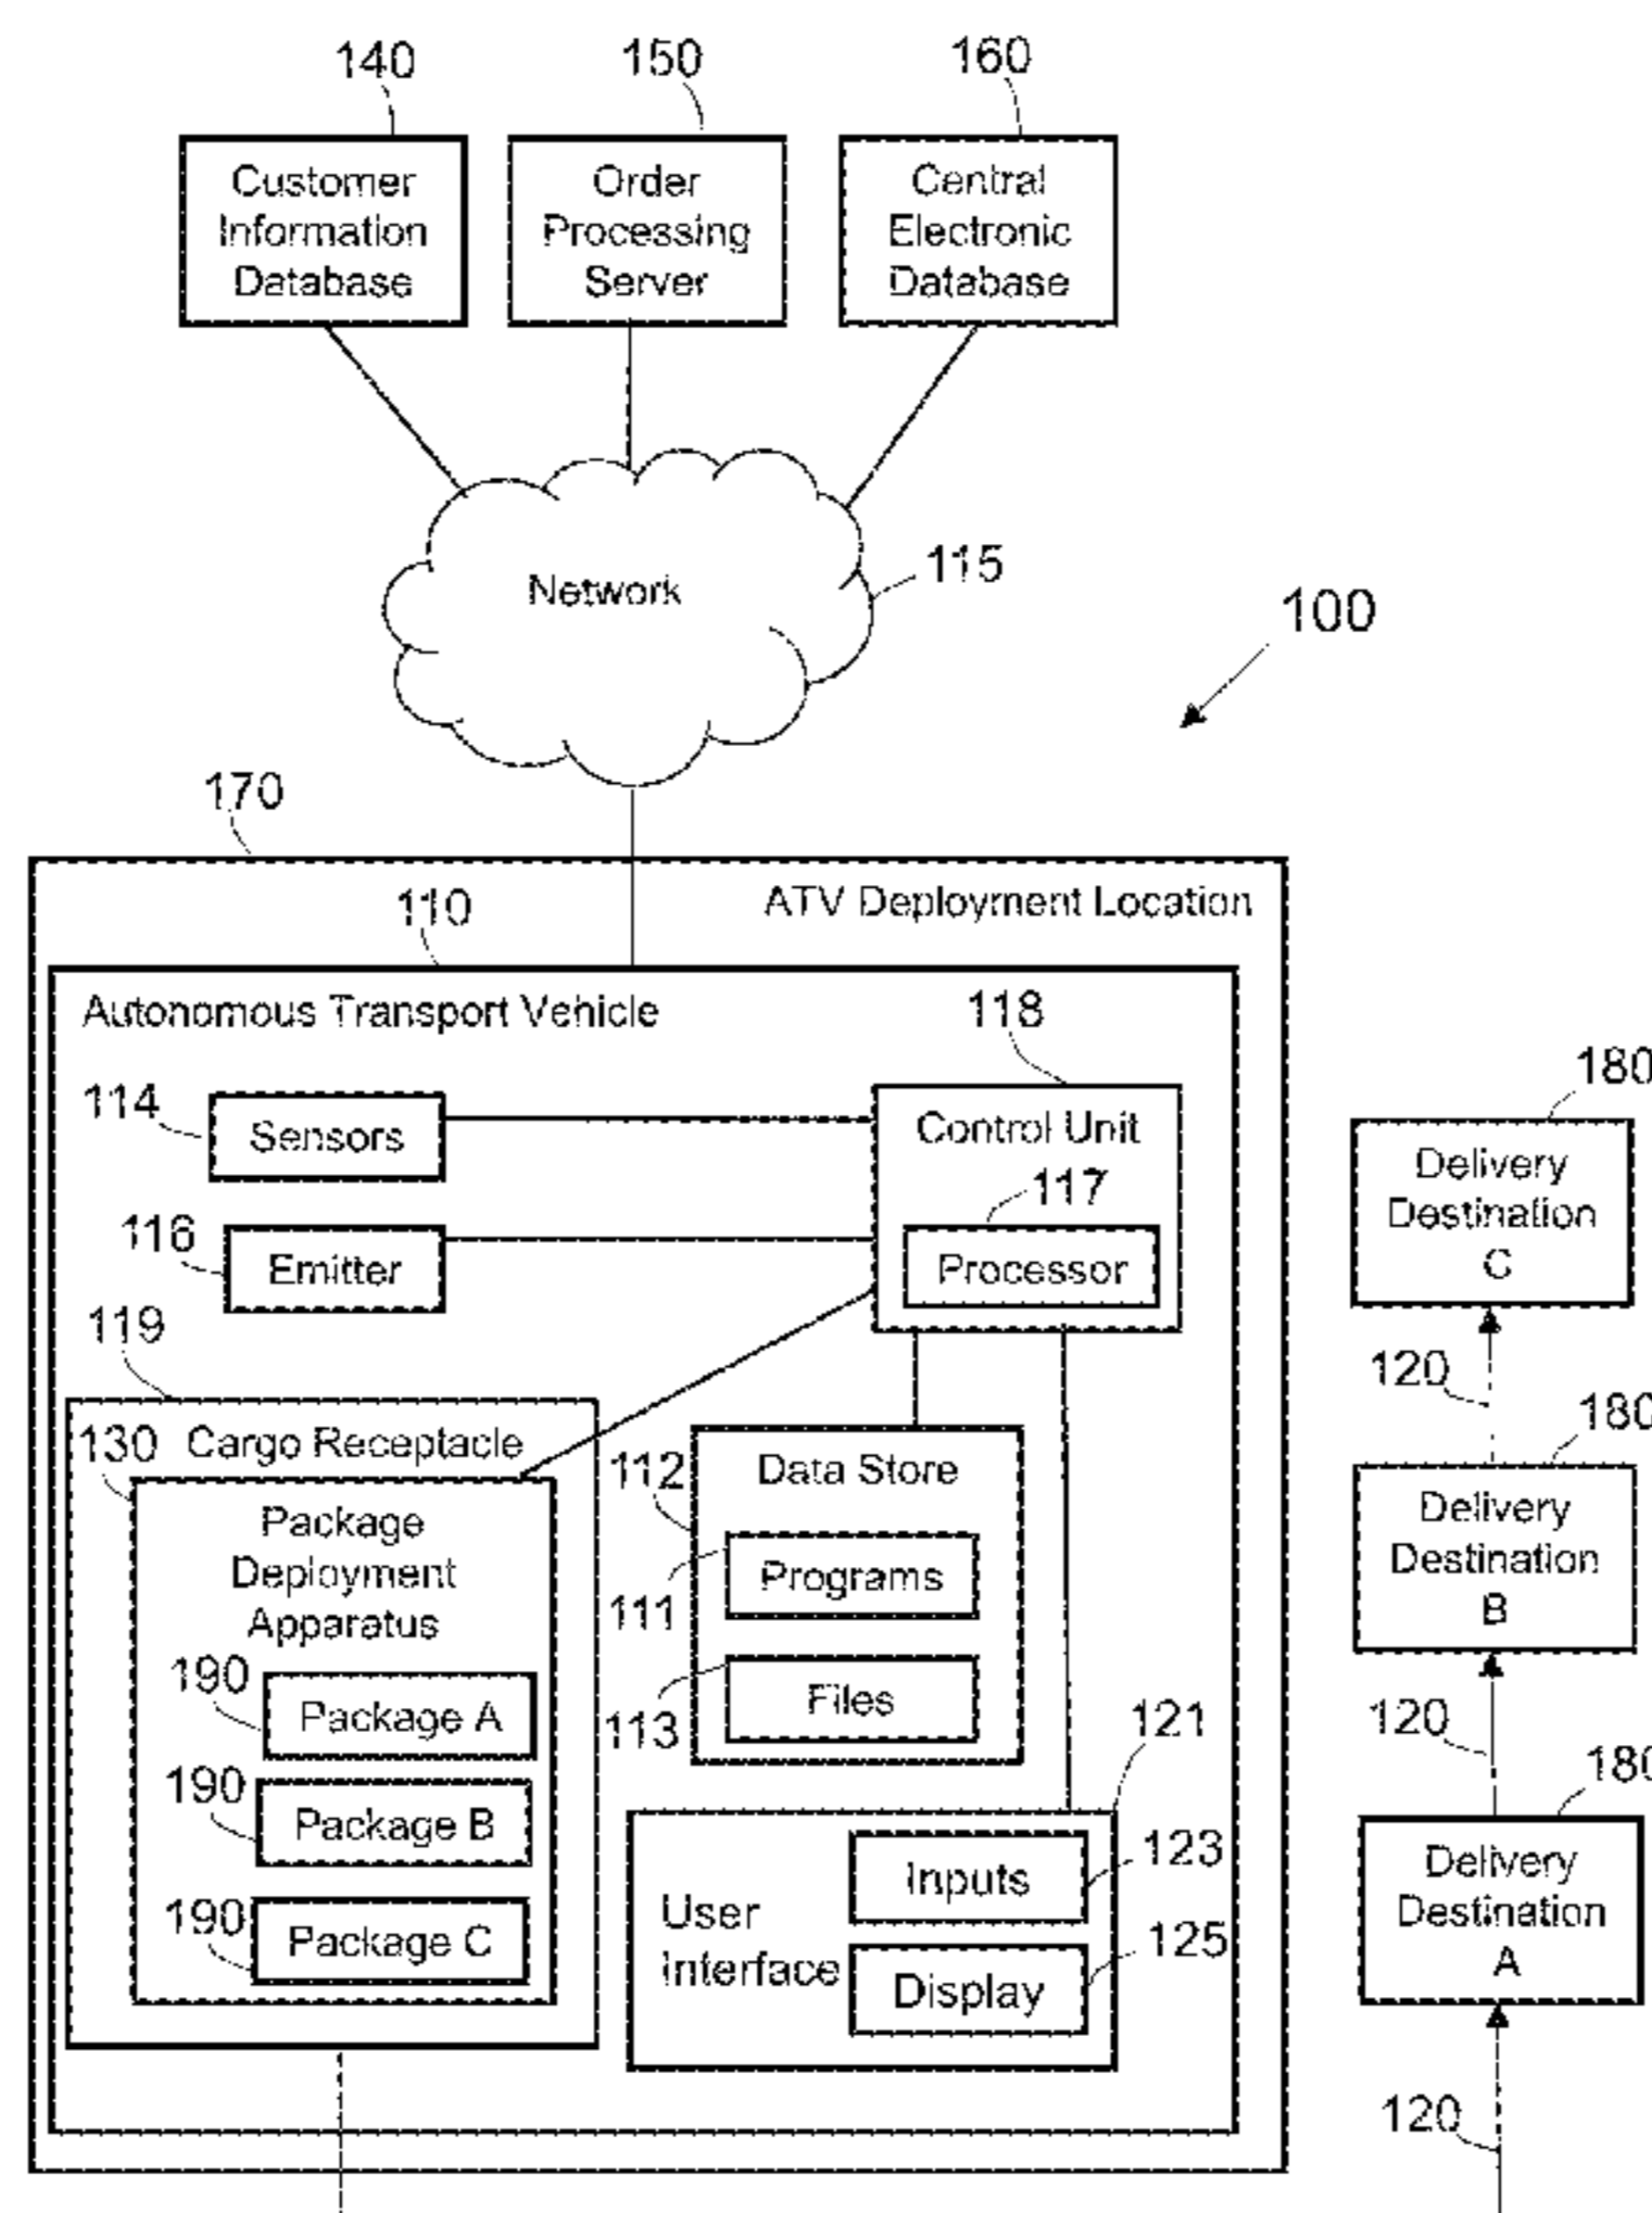 140
150
160
Customer
Information
Database
Order
Processing
Server
Central
Electronic
Database
Network
115
100
170
110
ATV Deployment Location
Autonomous Transport Vehicle
118
114
Sensors
Control Unit
117
Processor
116
Emitter
119
130
Cargo Receptacle
Package
Deployment
Apparatus
190
Package A
190
Package B
190
Package C
112
Data Store
111
Programs
113
Files
121
User
Interface
Inputs
123
Display
125
180
Delivery
Destination
C
120
180
Delivery
Destination
B
120
180
Delivery
Destination
A
120